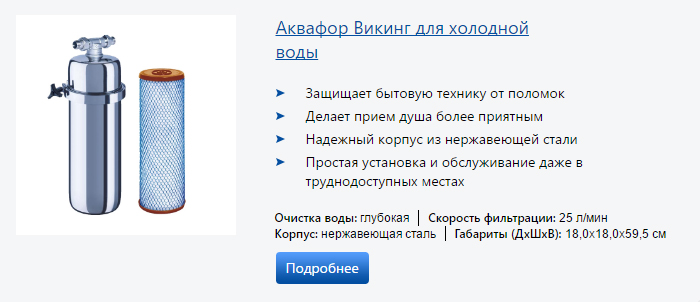 Аквафор Викинг для холодной
воды
Защищает бытовую технику от поломок
Делает прием душа более приятным
Надежный корпус из нержавеющей стали
Простая установка и обслуживание даже в
труднодоступных местах
Очистка воды: глубокая | Скорость фильтрации: 25 л/мин
Корпус: нержавеющая сталь | Габариты (ДхШхВ): 18,0x18,0x59,5 см
Подробнее